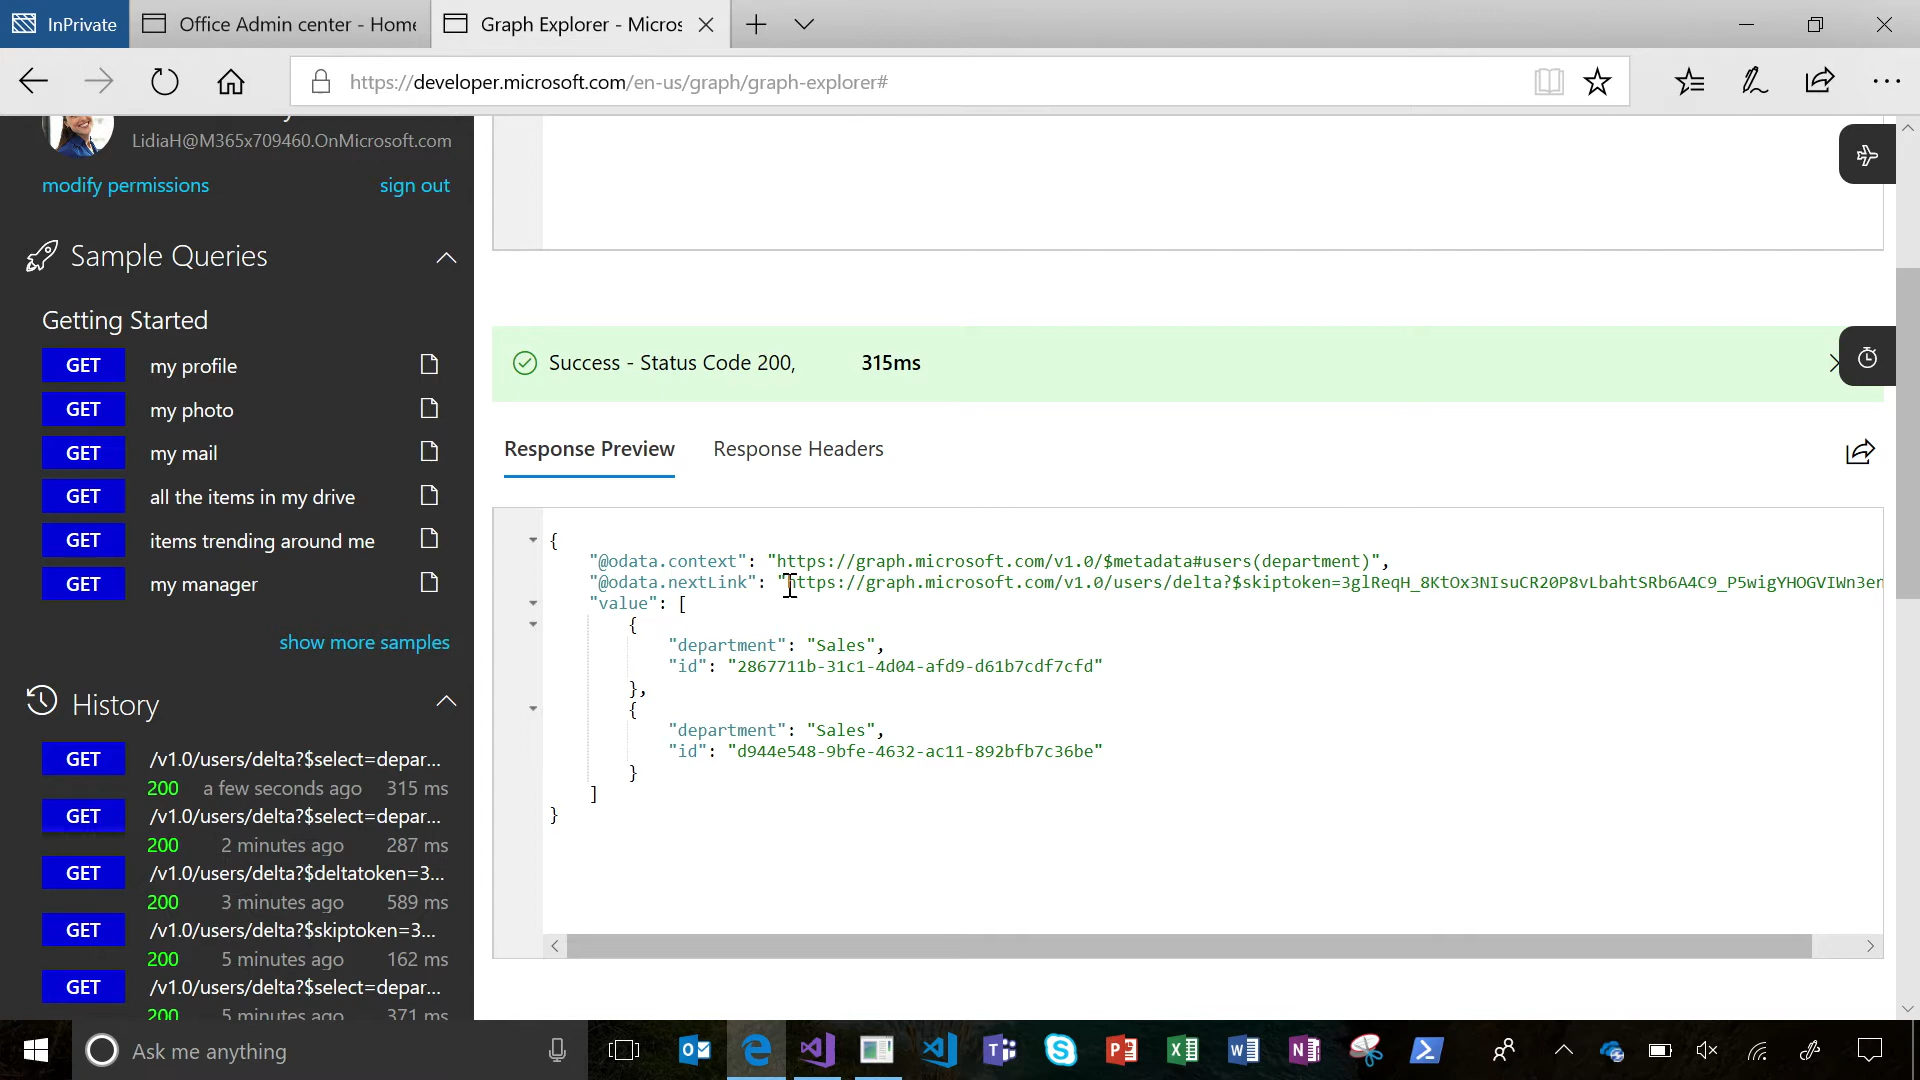 InPrivate
Office Admin center - Home
Graph Explorer - Micros
https://developer.microsoft.com/en-us/graph/graph-explorer#
LidiaH@M365x709460.OnMicrosoft.com
modify permissions
sign out
Sample Queries
Getting Started
GET my profile
GET my photo
GET my mail
GET all the items in my drive
GET items trending around me
GET my manager
show more samples
History
GET /v1.0/users/delta?$select=depar...
200 a few seconds ago 315 ms
GET /v1.0/users/delta?$select=depar...
200 2 minutes ago 287 ms
GET /v1.0/users/delta?$deltatoken=3...
200 3 minutes ago 589 ms
GET /v1.0/users/delta?$skiptoken=3...
200 5 minutes ago 162 ms
GET /v1.0/users/delta?$select=depar...
200 5 minutes ago 371 ms
Success - Status Code 200, 315ms
Response Preview
Response Headers
{
"@odata.context": "https://graph.microsoft.com/v1.0/$metadata#users(department)",
"@odata.nextLink": "https://graph.microsoft.com/v1.0/users/delta?$skiptoken=3glReqH_8KtOx3NIsuCR20P8vLbahtSRb6A4C9_P5wigYHOGVIWn3en
"value": [
{
"department": "Sales",
"id": "2867711b-31c1-4d04-afd9-d61b7cdf7cfd"
},
{
"department": "Sales",
"id": "d944e548-9bfe-4632-ac11-892bfb7c36be"
}
]
}
Ask me anything